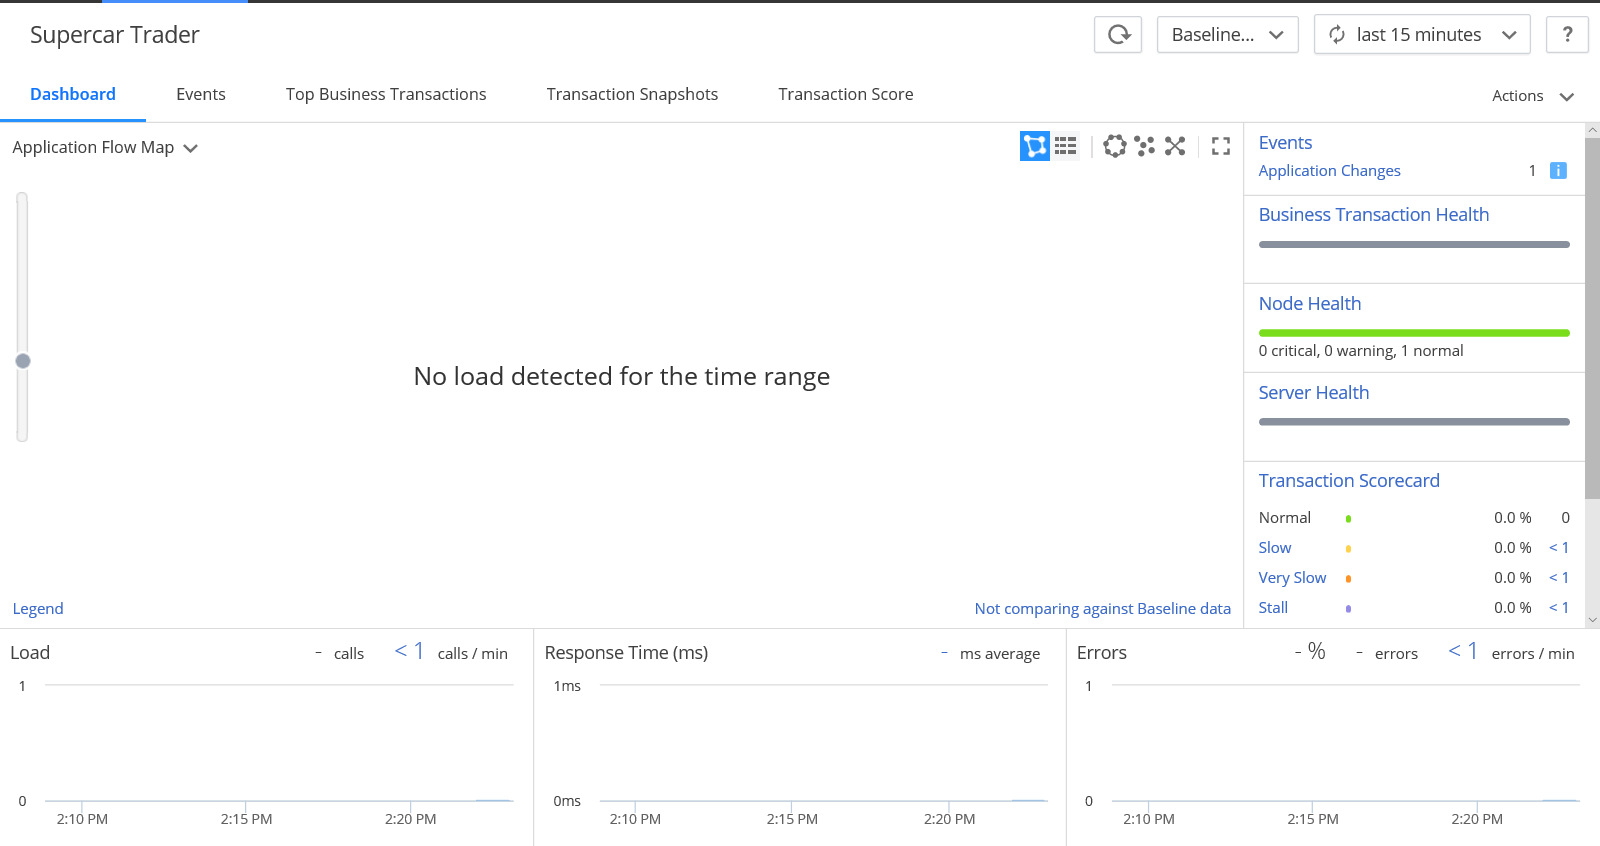 Supercar Trader
Baseline...
last 15 minutes
?
Dashboard
Events
Top Business Transactions
Transaction Snapshots
Transaction Score
Actions
Application Flow Map
No load detected for the time range
Legend
Not comparing against Baseline data
Events
Application Changes 1 i
Business Transaction Health
Node Health
0 critical, 0 warning, 1 normal
Server Health
Transaction Scorecard
Normal 0.0 % 0
Slow 0.0 % < 1
Very Slow 0.0 % < 1
Stall 0.0 % < 1
Load - calls < 1 calls / min
1
0
2:10 PM 2:15 PM 2:20 PM
Response Time (ms) - ms average
1ms
0ms
2:10 PM 2:15 PM 2:20 PM
Errors - % - errors < 1 errors / min
1
0
2:10 PM 2:15 PM 2:20 PM